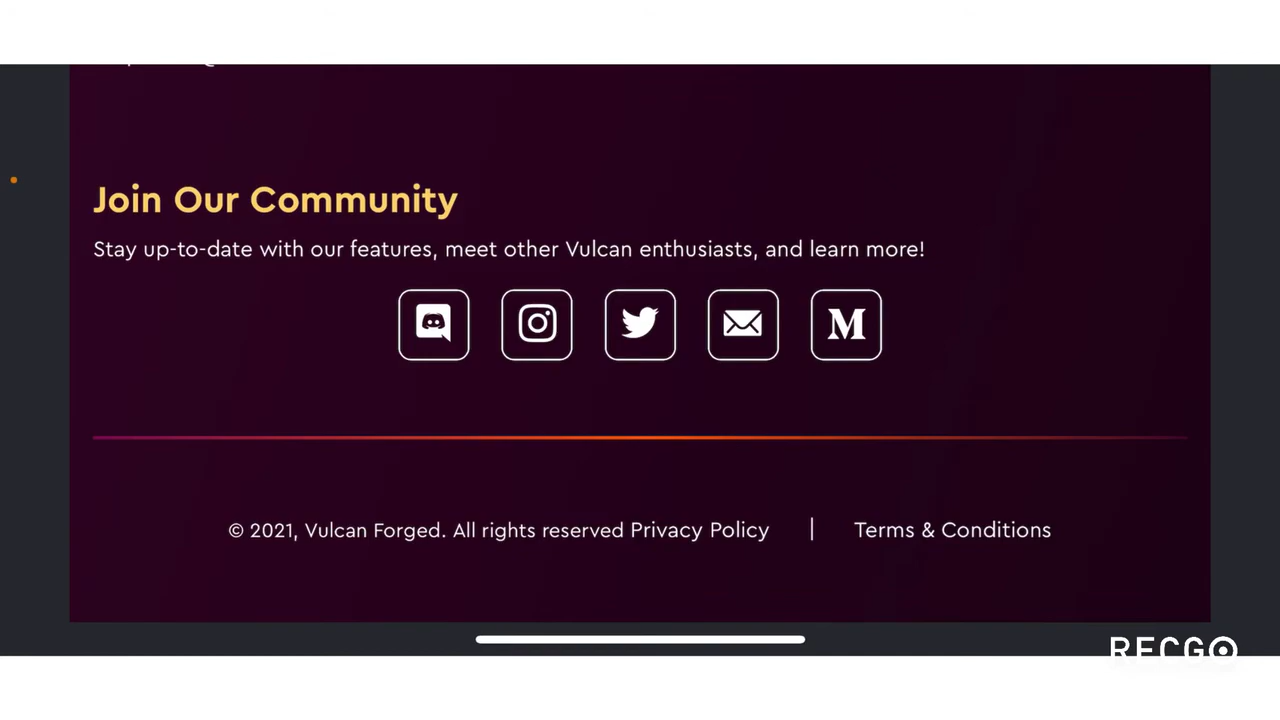 Join Our Community
Stay up-to-date with our features, meet other Vulcan enthusiasts, and learn more!
M
© 2021, Vulcan Forged. All rights reserved Privacy Policy | Terms & Conditions
RECGO